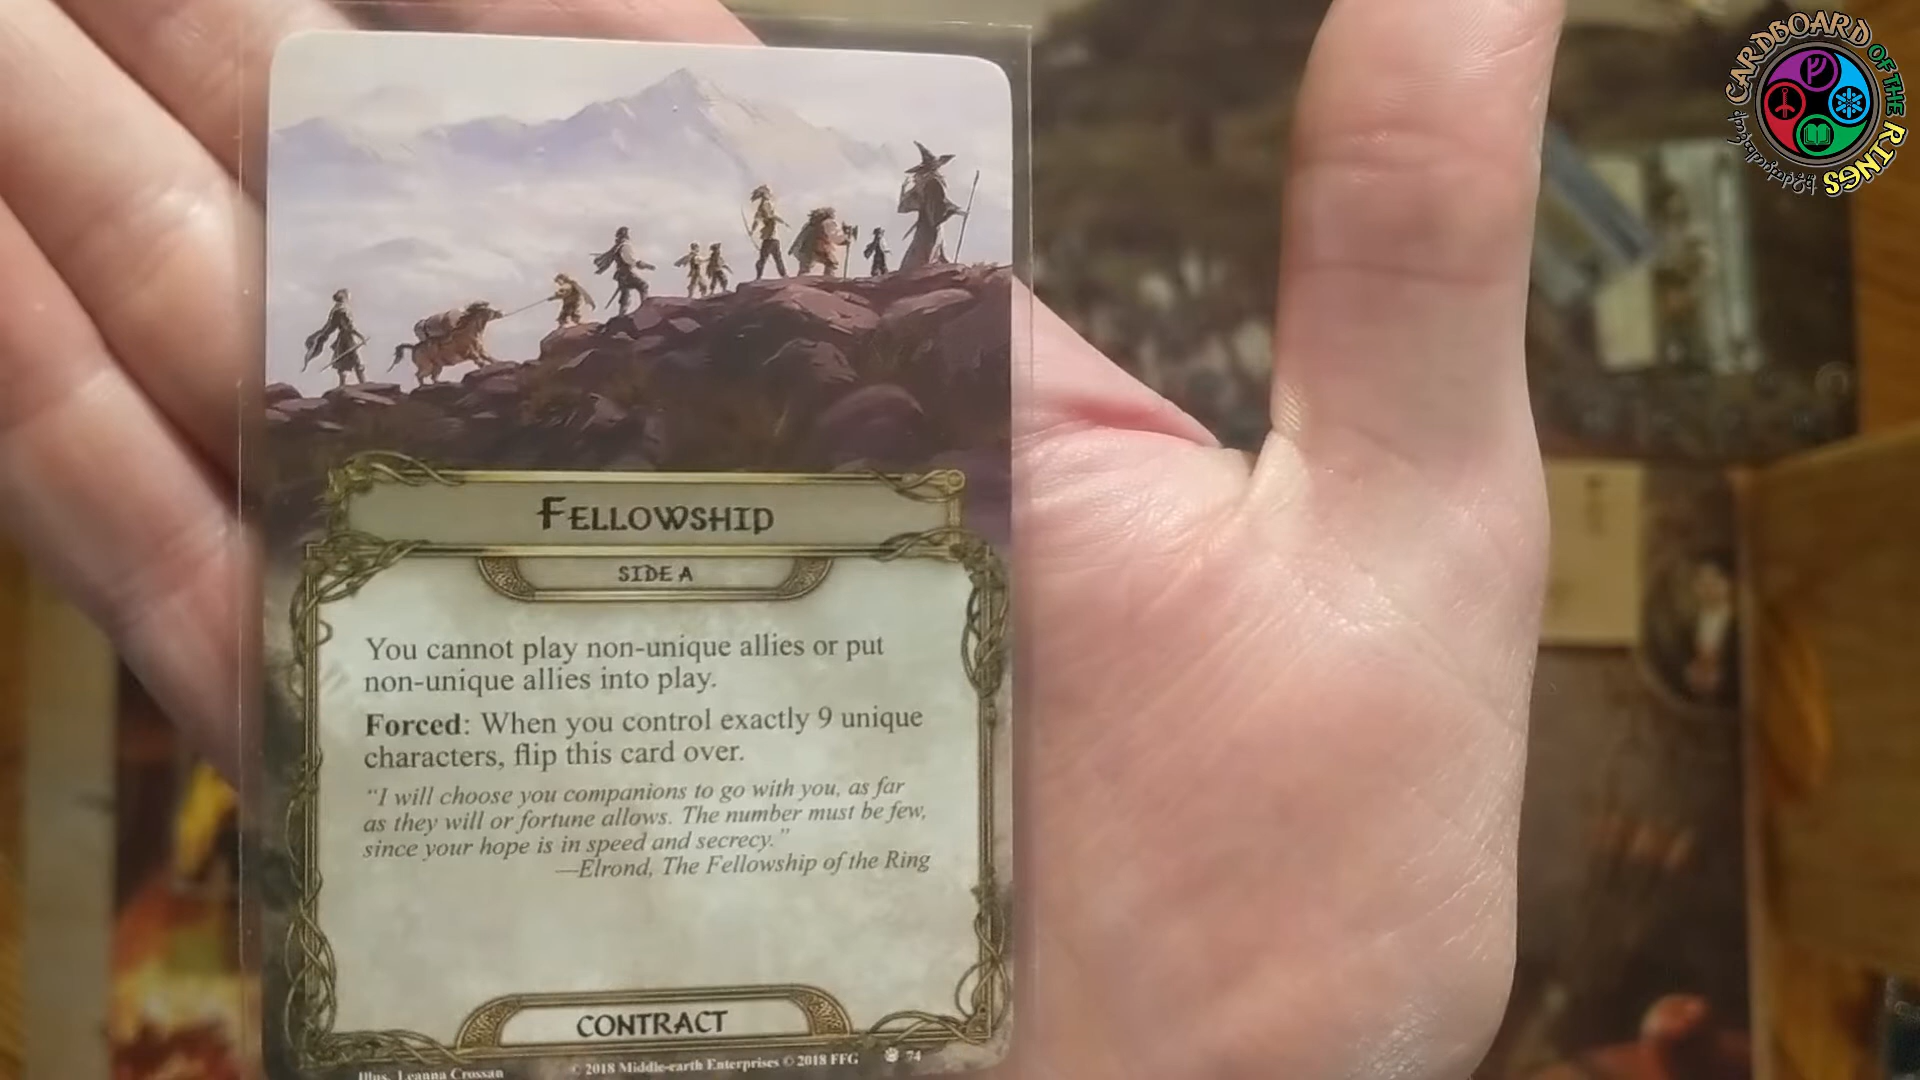 CARDBOARD OF THE RINGS
FELLOWSHIP
SIDE A
You cannot play non-unique allies or put
non-unique allies into play.
Forced: When you control exactly 9 unique
characters, flip this card over.
“I will choose you companions to go with you, as far
as they will or fortune allows. The number must be few,
since your hope is in speed and secrecy.”
—Elrond, The Fellowship of the Ring
CONTRACT
Illus. Leanna Crossan
© 2018 Middle-earth Enterprises © 2018 FFG
74